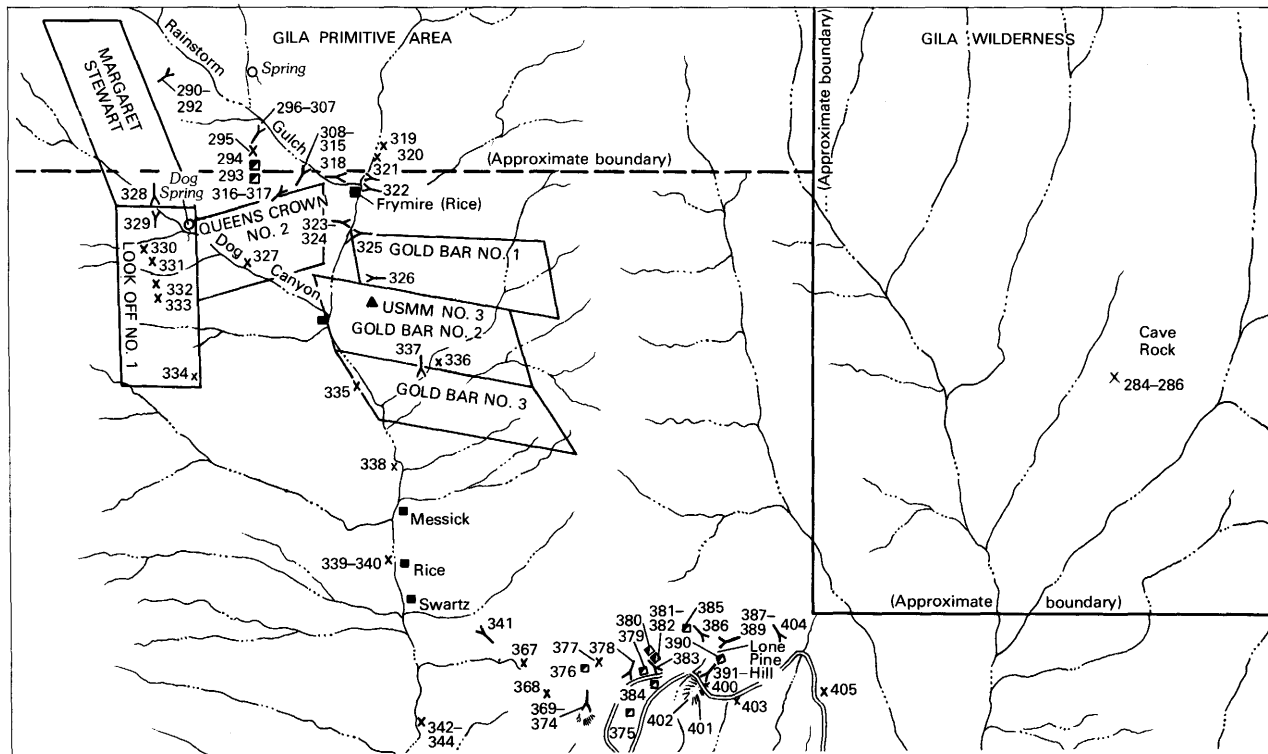 GILA PRIMITIVE AREA
GILA WILDERNESS
Rainstorm
Gulch
Spring
MARGARET
STEWART
290–
292
296–307
295
294
293
308–
315
318
319
320
321
322
(Approximate boundary)
(Approximate boundary)
Dog
Spring
316–317
Frymire (Rice)
328
329
QUEENS CROWN
NO. 2
323–
324
325
GOLD BAR NO. 1
330
331
332
333
Dog
Canyon
327
326
LOOK OFF NO. 1
USMM NO. 3
GOLD BAR NO. 2
337
336
334
335
GOLD BAR NO. 3
Cave
Rock
284–286
338
Messick
339–340
Rice
Swartz
(Approximate boundary)
341
367
368
369–
374
342–
344
376
377
378
379
380
381–
382
383
384
375
385
386
387–
389
390
404
Lone
Pine
Hill
391–
400
401
402
403
405